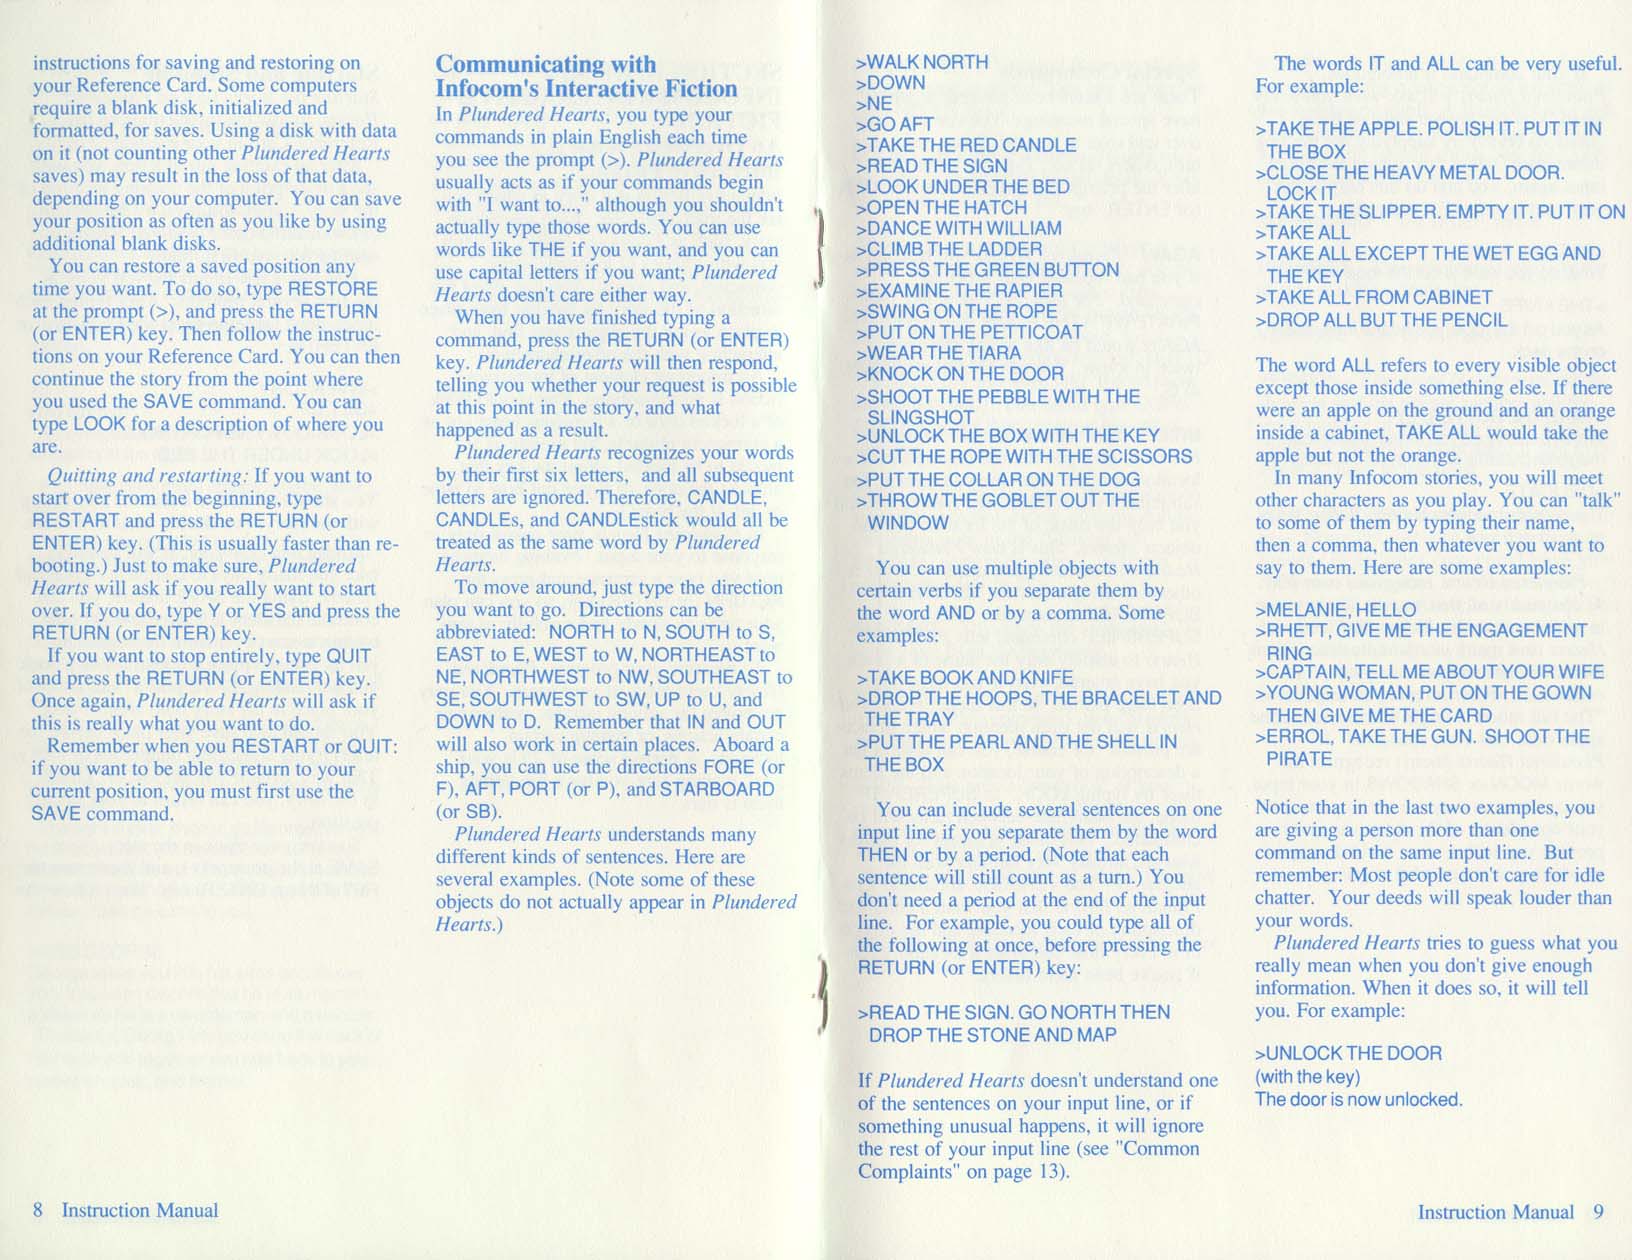 instructions for saving and restoring on
your Reference Card. Some computers
require a blank disk, initialized and
formatted, for saves. Using a disk with data
on it (not counting other Plundered Hearts
saves) may result in the loss of that data,
depending on your computer. You can save
your position as often as you like by using
additional blank disks.
You can restore a saved position any
time you want. To do so, type RESTORE
at the prompt (>), and press the RETURN
(or ENTER) key. Then follow the instruc-
tions on your Reference Card. You can then
continue the story from the point where
you used the SAVE command. You can
type LOOK for a description of where you
are.
Quitting and restarting: If you want to
start over from the beginning, type
RESTART and press the RETURN (or
ENTER) key. (This is usually faster than re-
booting.) Just to make sure, Plundered
Hearts will ask if you really want to start
over. If you do, type Y or YES and press the
RETURN (or ENTER) key.
If you want to stop entirely, type QUIT
and press the RETURN (or ENTER) key.
Once again, Plundered Hearts will ask if
this is really what you want to do.
Remember when you RESTART or QUIT:
if you want to be able to return to your
current position, you must first use the
SAVE command.
8 Instruction Manual
Communicating with
Infocom's Interactive Fiction
In Plundered Hearts, you type your
commands in plain English each time
you see the prompt (>). Plundered Hearts
usually acts as if your commands begin
with "I want to...," although you shouldn't
actually type those words. You can use
words like THE if you want, and you can
use capital letters if you want; Plundered
Hearts doesn't care either way.
When you have finished typing a
command, press the RETURN (or ENTER)
key. Plundered Hearts will then respond,
telling you whether your request is possible
at this point in the story, and what
happened as a result.
Plundered Hearts recognizes your words
by their first six letters, and all subsequent
letters are ignored. Therefore, CANDLE,
CANDLEs, and CANDLEstick would all be
treated as the same word by Plundered
Hearts.
To move around, just type the direction
you want to go. Directions can be
abbreviated: NORTH to N, SOUTH to S,
EAST to E, WEST to W, NORTHEAST to
NE, NORTHWEST to NW, SOUTHEAST to
SE, SOUTHWEST to SW, UP to U, and
DOWN to D. Remember that IN and OUT
will also work in certain places. Aboard a
ship, you can use the directions FORE (or
F), AFT, PORT (or P), and STARBOARD
(or SB).
Plundered Hearts understands many
different kinds of sentences. Here are
several examples. (Note some of these
objects do not actually appear in Plundered
Hearts.)
>WALK NORTH
>DOWN
>NE
>GO AFT
>TAKE THE RED CANDLE
>READ THE SIGN
>LOOK UNDER THE BED
>OPEN THE HATCH
>DANCE WITH WILLIAM
>CLIMB THE LADDER
>PRESS THE GREEN BUTTON
>EXAMINE THE RAPIER
>SWING ON THE ROPE
>PUT ON THE PETTICOAT
>WEAR THE TIARA
>KNOCK ON THE DOOR
>SHOOT THE PEBBLE WITH THE
SLINGSHOT
>UNLOCK THE BOX WITH THE KEY
>CUT THE ROPE WITH THE SCISSORS
>PUT THE COLLAR ON THE DOG
>THROW THE GOBLET OUT THE
WINDOW
You can use multiple objects with
certain verbs if you separate them by
the word AND or by a comma. Some
examples:
>TAKE BOOK AND KNIFE
>DROP THE HOOPS, THE BRACELET AND
THE TRAY
>PUT THE PEARL AND THE SHELL IN
THE BOX
You can include several sentences on one
input line if you separate them by the word
THEN or by a period. (Note that each
sentence will still count as a turn.) You
don't need a period at the end of the input
line. For example, you could type all of
the following at once, before pressing the
RETURN (or ENTER) key:
>READ THE SIGN. GO NORTH THEN
DROP THE STONE AND MAP
If Plundered Hearts doesn't understand one
of the sentences on your input line, or if
something unusual happens, it will ignore
the rest of your input line (see "Common
Complaints" on page 13).
The words IT and ALL can be very useful.
For example:
>TAKE THE APPLE. POLISH IT. PUT IT IN
THE BOX
>CLOSE THE HEAVY METAL DOOR.
LOCK IT
>TAKE THE SLIPPER. EMPTY IT. PUT IT ON
>TAKE ALL
>TAKE ALL EXCEPT THE WET EGG AND
THE KEY
>TAKE ALL FROM CABINET
>DROP ALL BUT THE PENCIL
The word ALL refers to every visible object
except those inside something else. If there
were an apple on the ground and an orange
inside a cabinet, TAKE ALL would take the
apple but not the orange.
In many Infocom stories, you will meet
other characters as you play. You can "talk"
to some of them by typing their name,
then a comma, then whatever you want to
say to them. Here are some examples:
>MELANIE, HELLO
>RHETT, GIVE ME THE ENGAGEMENT
RING
>CAPTAIN, TELL ME ABOUT YOUR WIFE
>YOUNG WOMAN, PUT ON THE GOWN
THEN GIVE ME THE CARD
>ERROL, TAKE THE GUN. SHOOT THE
PIRATE
Notice that in the last two examples, you
are giving a person more than one
command on the same input line. But
remember: Most people don't care for idle
chatter. Your deeds will speak louder than
your words.
Plundered Hearts tries to guess what you
really mean when you don't give enough
information. When it does so, it will tell
you. For example:
>UNLOCK THE DOOR
(with the key)
The door is now unlocked.
Instruction Manual 9